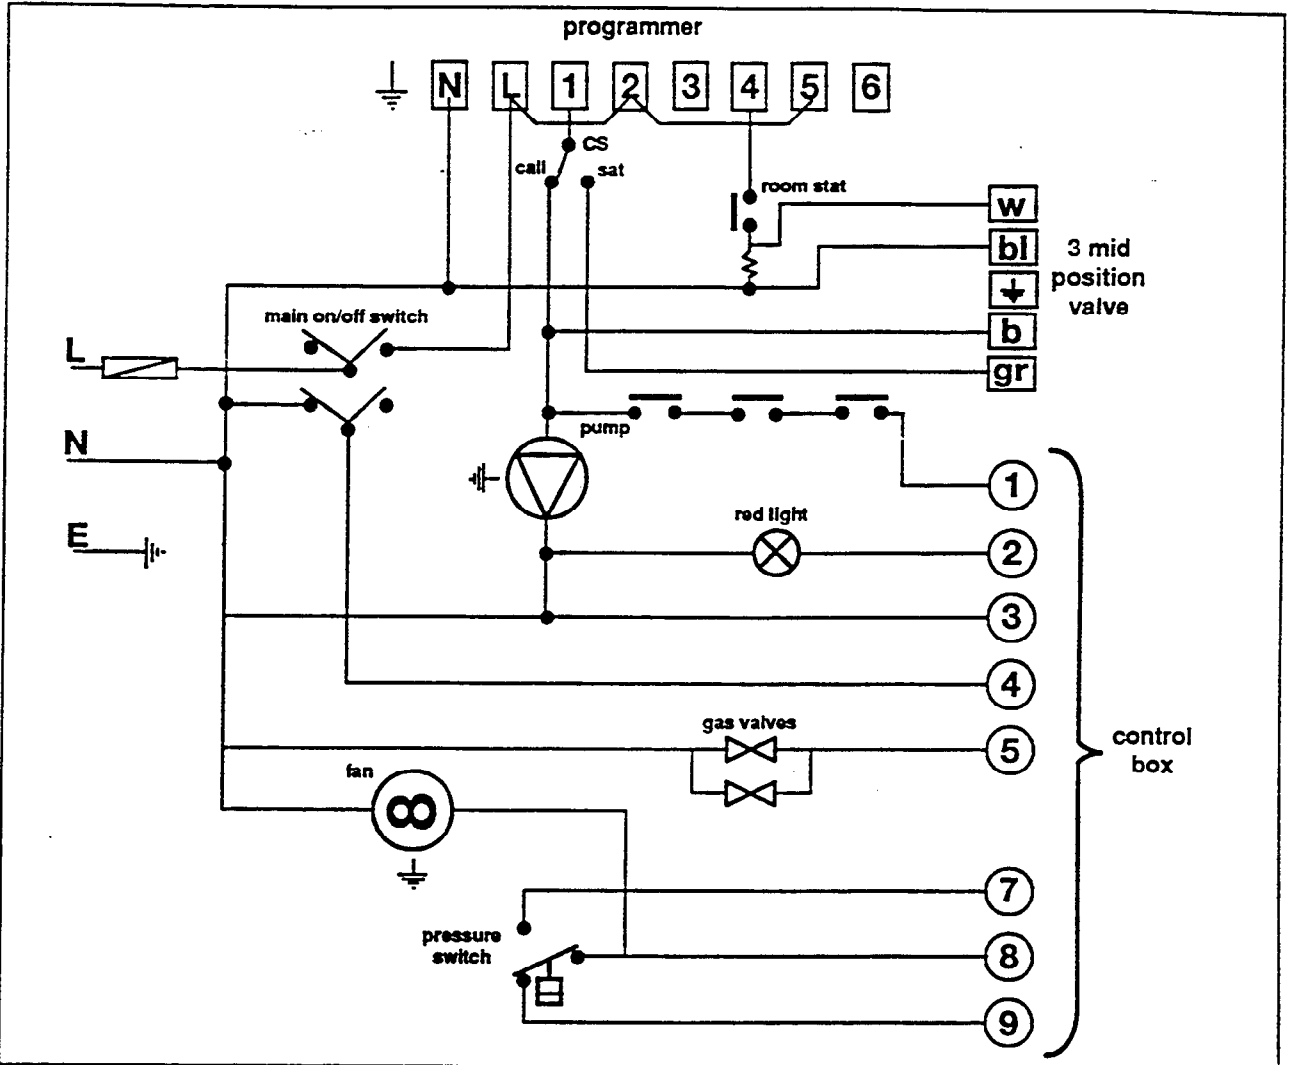 programmer
N L 1 2 3 4 5 6
CS
call sat
room stat
w
bl
3 mid
position
valve
b
gr
main on/off switch
L
N
E
pump
1
red light
2
3
4
gas valves
5
control
box
fan
7
pressure
switch
8
9